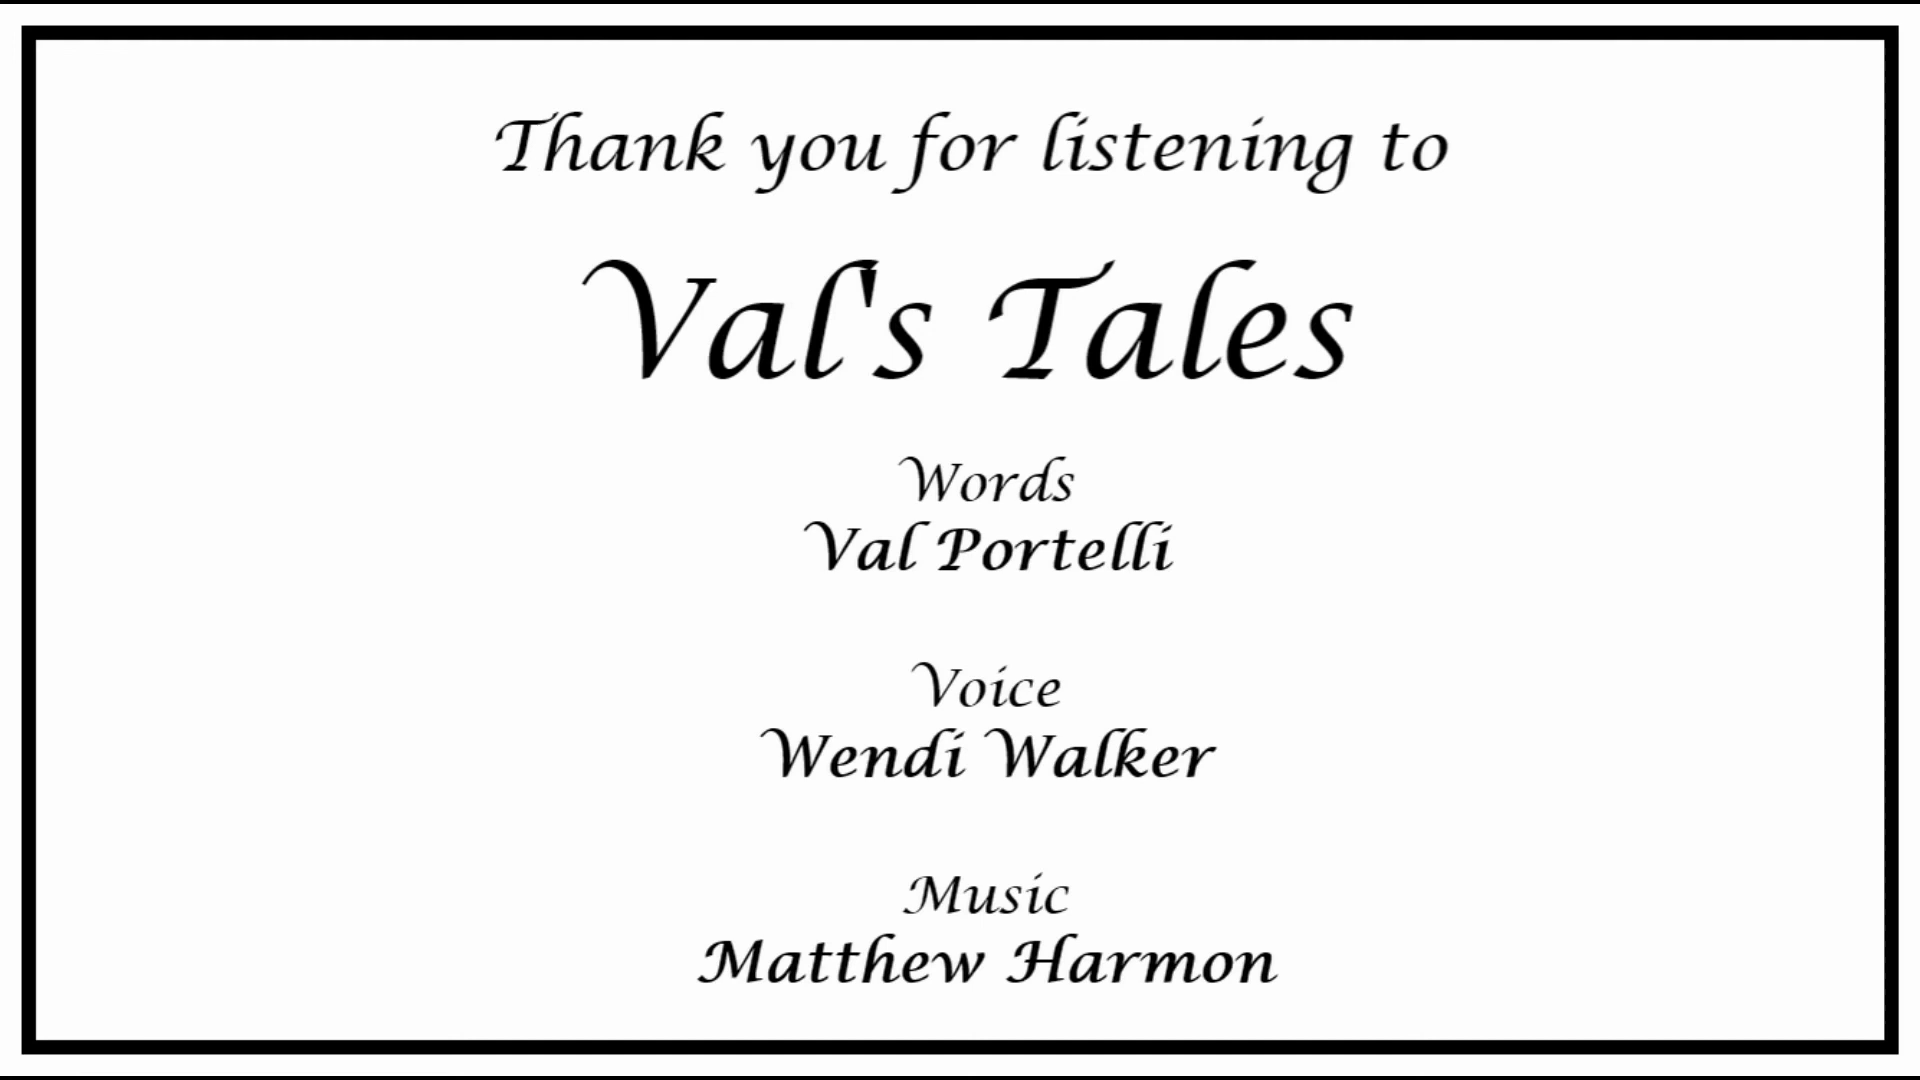 Thank you for listening to
Val's Tales
Words
Val Portelli
Voice
Wendi Walker
Music
Matthew Harmon